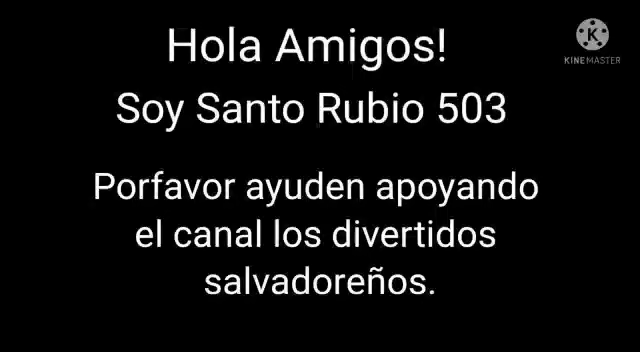 Hola Amigos!
KINEMASTER
Soy Santo Rubio 503
Porfavor ayuden apoyando
el canal los divertidos
salvadoreños.